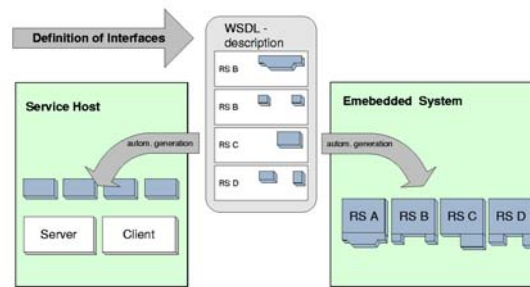 Definition of Interfaces
WSDL -
description
RS B
RS B
RS C
RS D
Service Host
autom. generation
Server
Client
Emebedded System
autom. generation
RS A
RS B
RS C
RS D